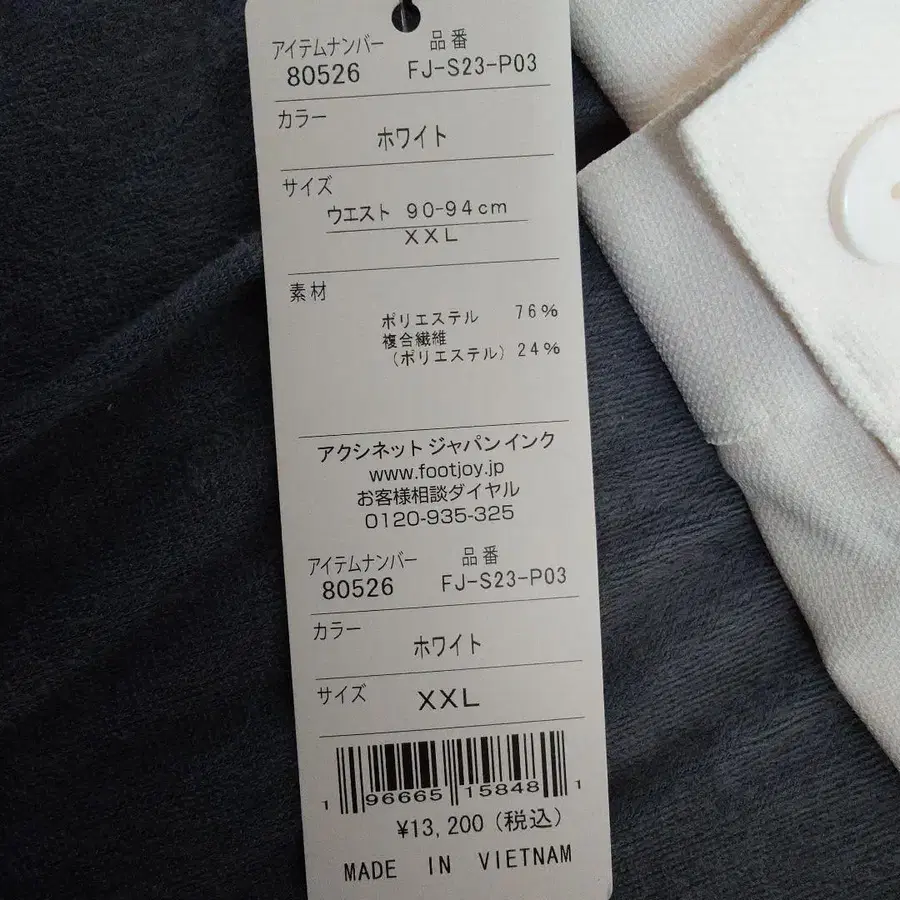 アイテムナンバー 品番
80526 FJ-S23-P03
カラー
ホワイト
サイズ
ウエスト 90-94cm
XXL
素材
ポリエステル 76%
複合繊維
(ポリエステル) 24%
アクシネット ジャパン インク
www.footjoy.jp
お客様相談ダイヤル
0120-935-325
アイテムナンバー 品番
80526 FJ-S23-P03
カラー
ホワイト
サイズ XXL
1 96665 15848 1
¥13,200 (税込)
MADE IN VIETNAM